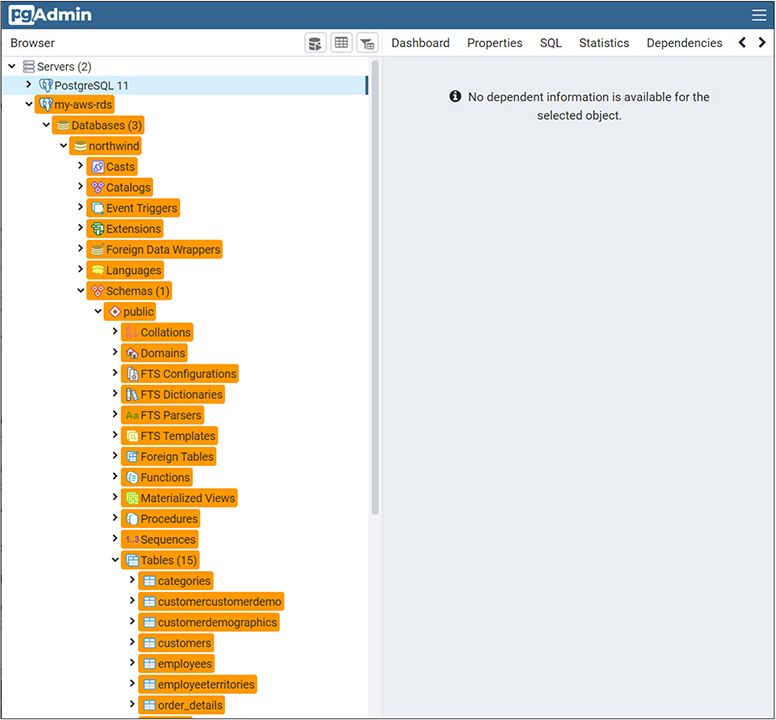 pgAdmin
Browser
Dashboard Properties SQL Statistics Dependencies
Servers (2)
PostgreSQL 11
my-aws-rds
Databases (3)
northwind
Casts
Catalogs
Event Triggers
Extensions
Foreign Data Wrappers
Languages
Schemas (1)
public
Collations
Domains
FTS Configurations
FTS Dictionaries
Aa FTS Parsers
FTS Templates
Foreign Tables
Functions
Materialized Views
Procedures
1..3 Sequences
Tables (15)
categories
customercustomerdemo
customerdemographics
customers
employees
employeeterritories
order_details
No dependent information is available for the
selected object.